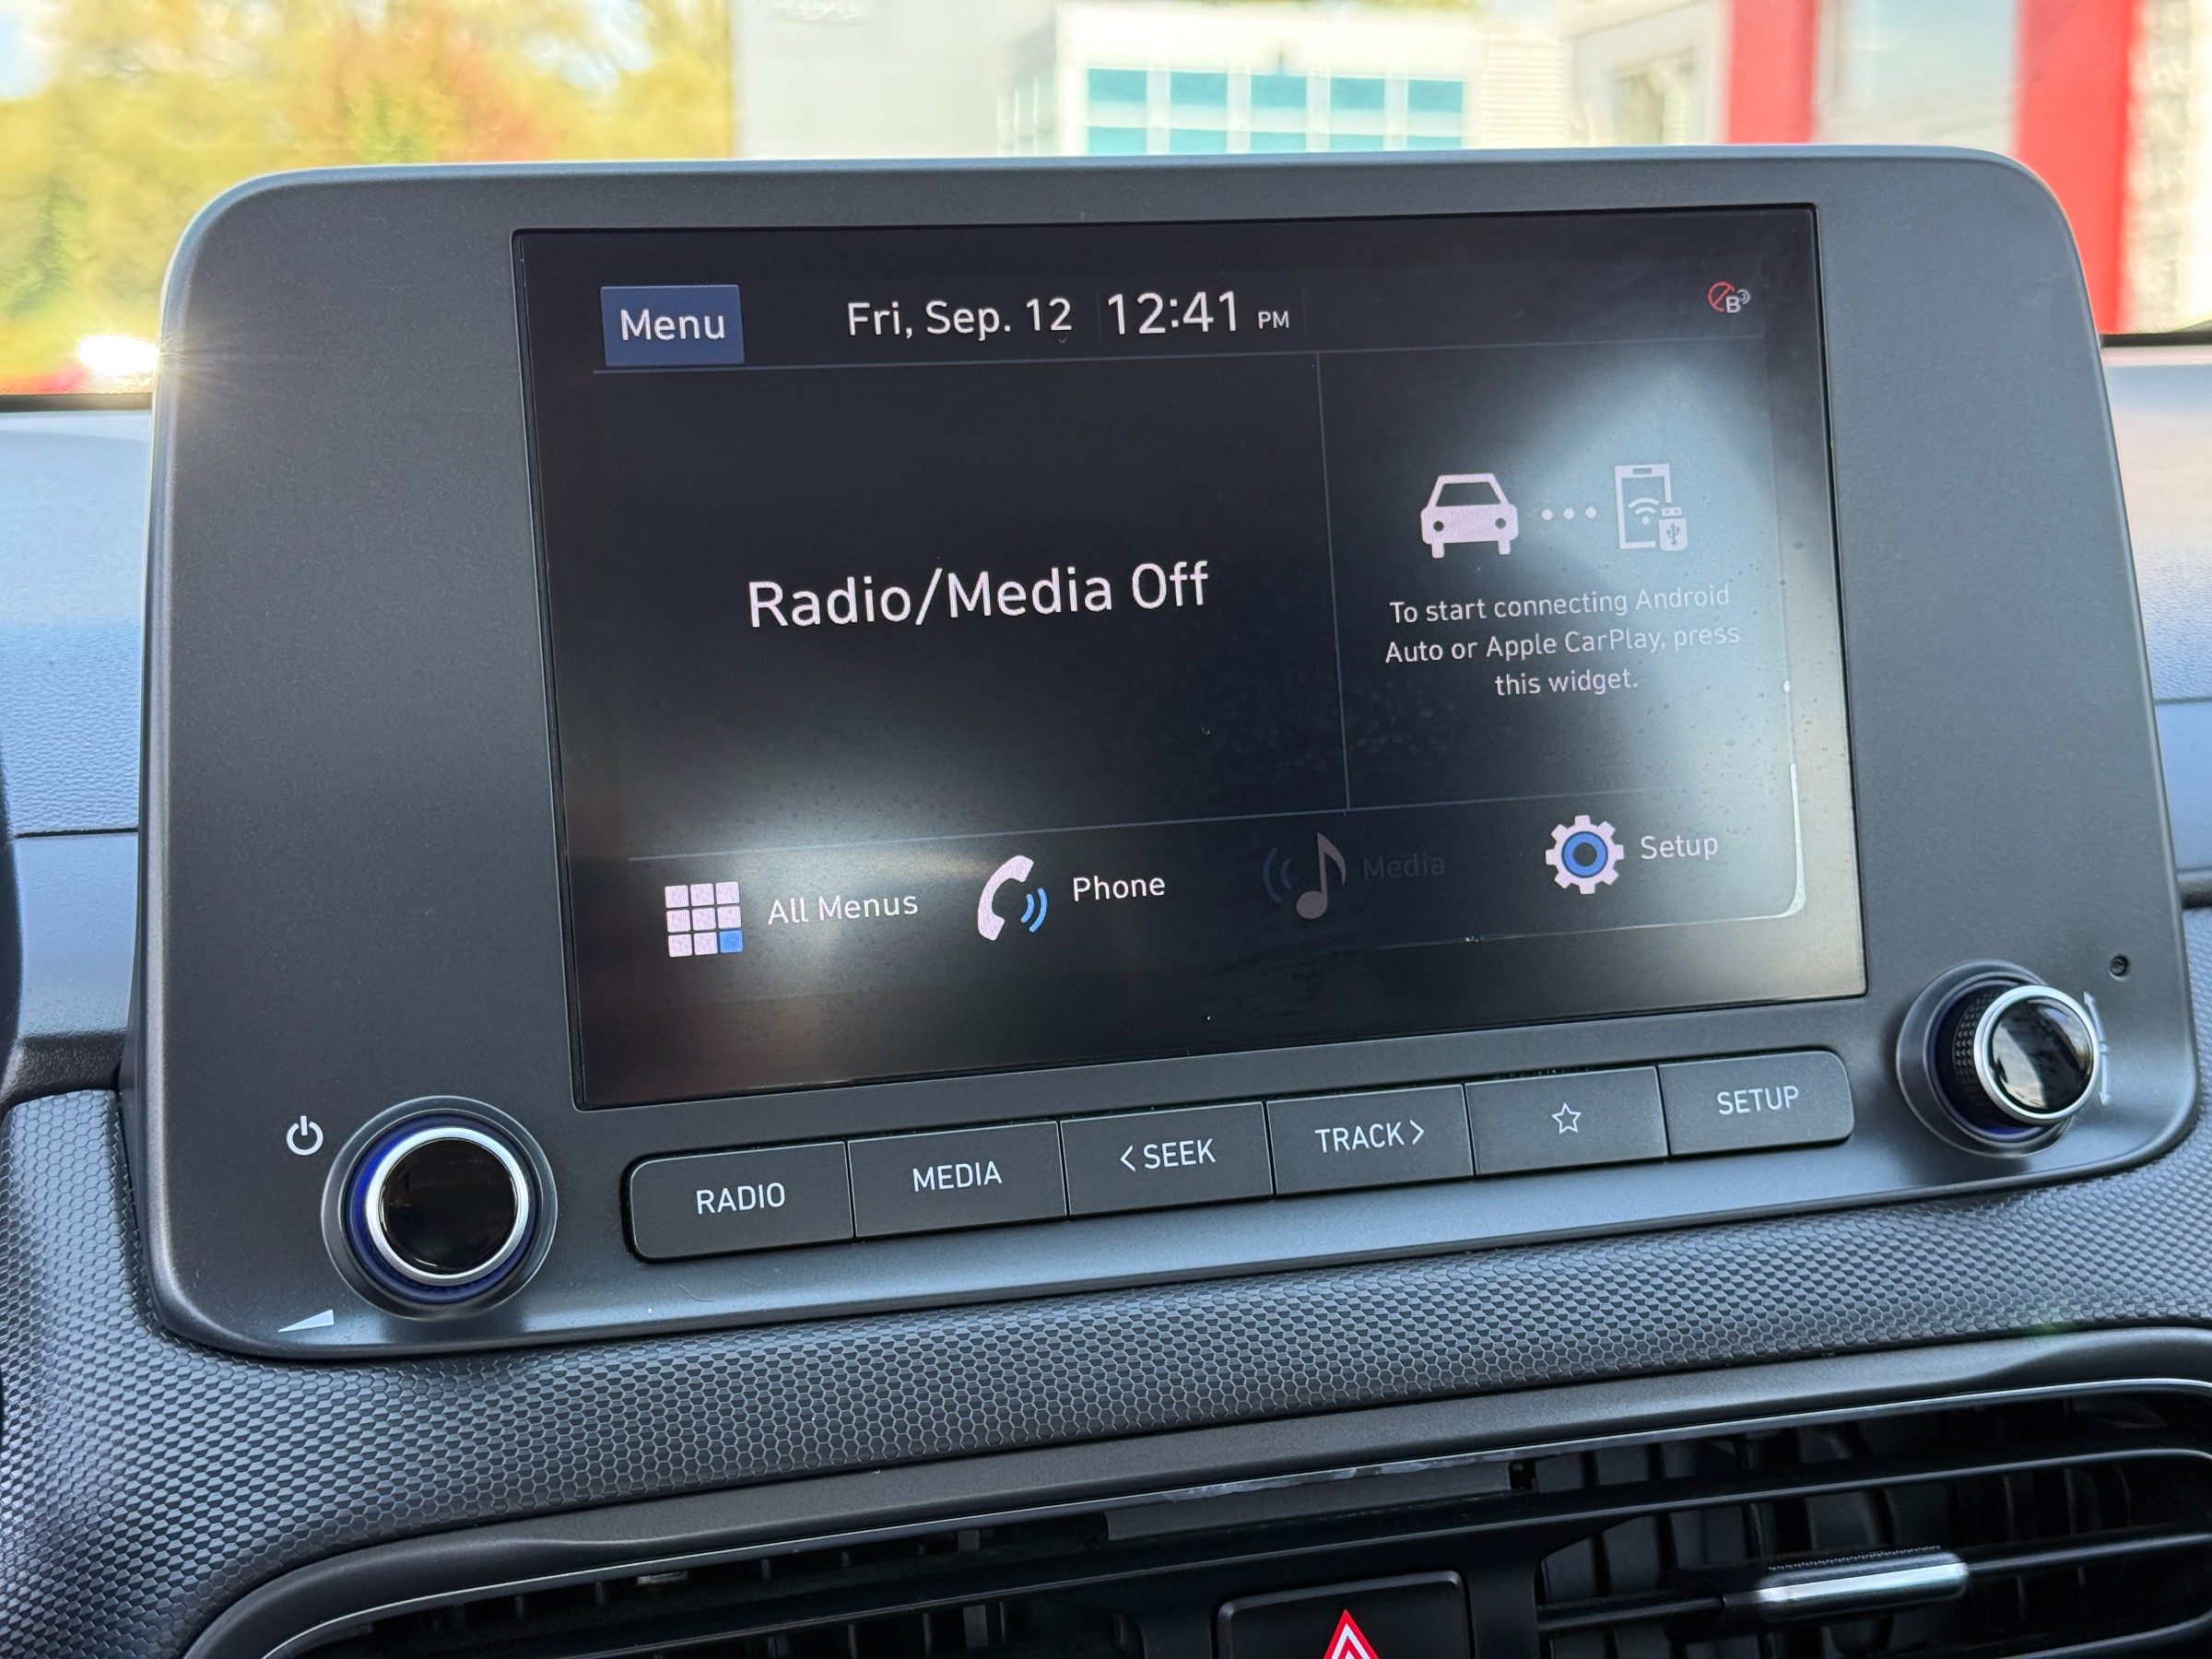 Menu
Fri, Sep. 12 12:41 PM
B
Radio/Media Off
To start connecting Android
Auto or Apple CarPlay, press
this widget.
All Menus
Phone
Media
Setup
RADIO
MEDIA
< SEEK
TRACK >
SETUP